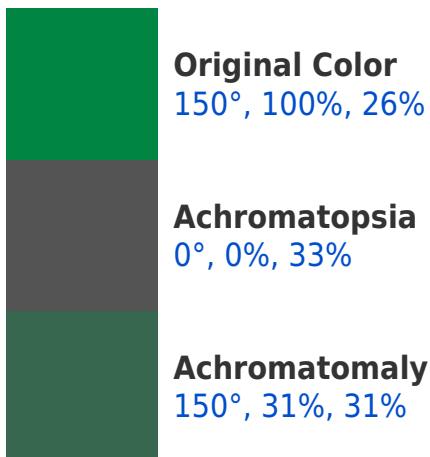 Original Color
150°, 100%, 26%
Achromatopsia
0°, 0%, 33%
Achromatomaly
150°, 31%, 31%